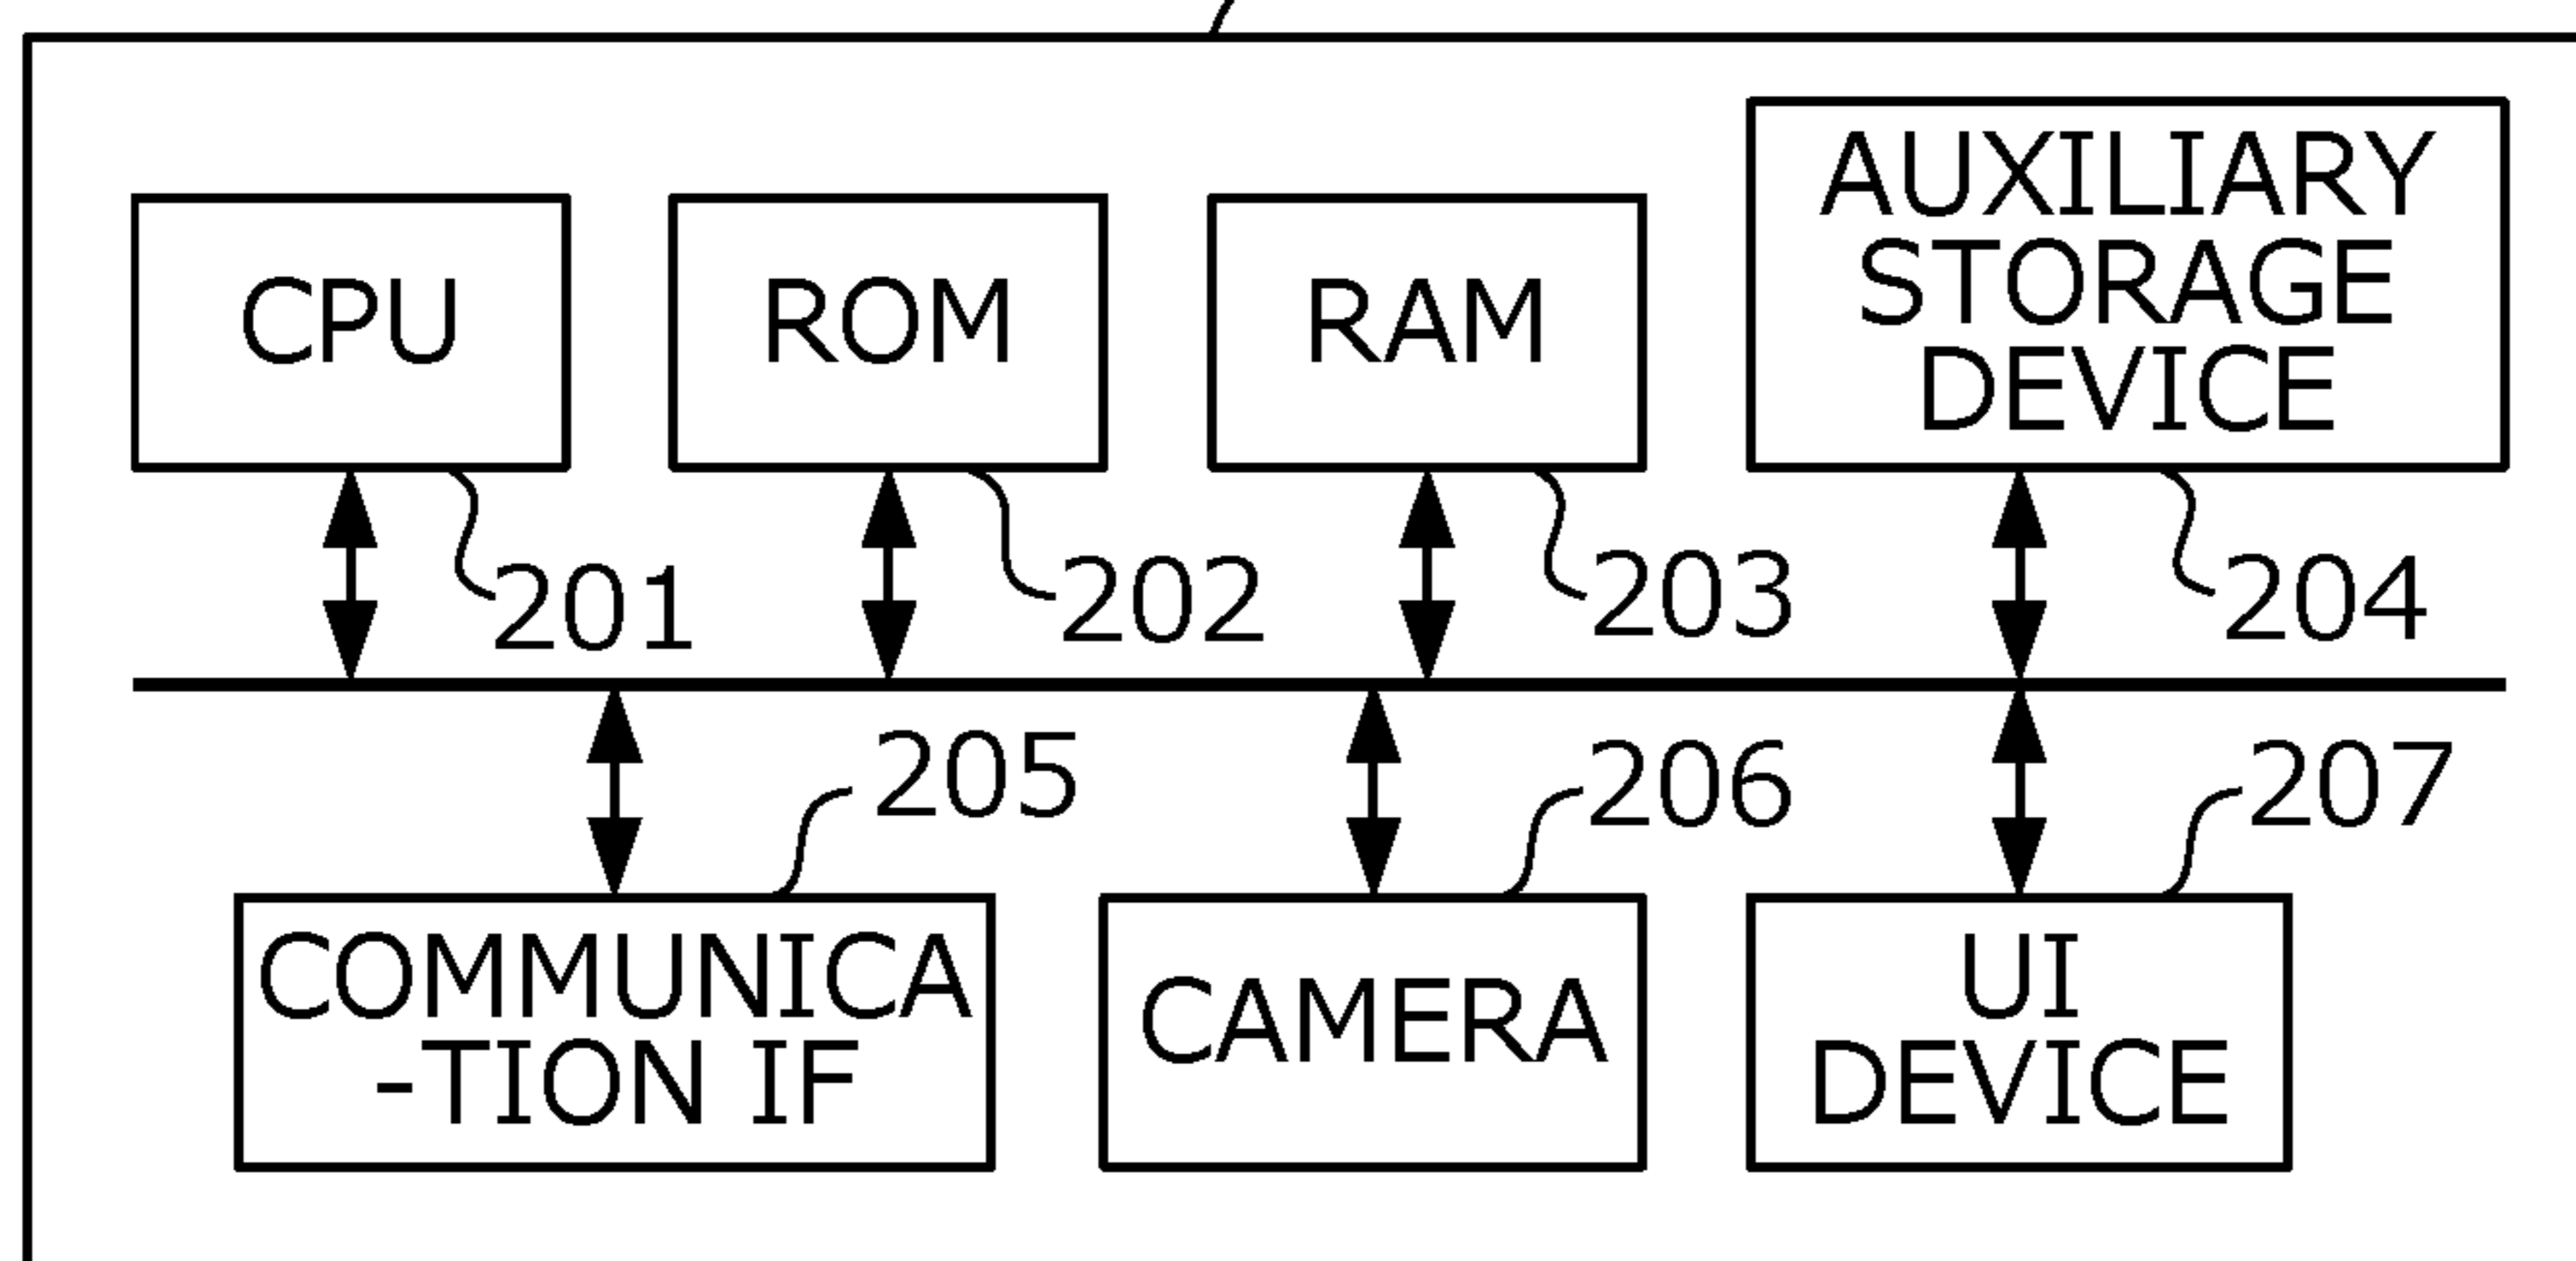 CPU
ROM
RAM
AUXILIARY
STORAGE
DEVICE
201
202
203
204
205
206
207
COMMUNICA
-TION IF
CAMERA
UI
DEVICE